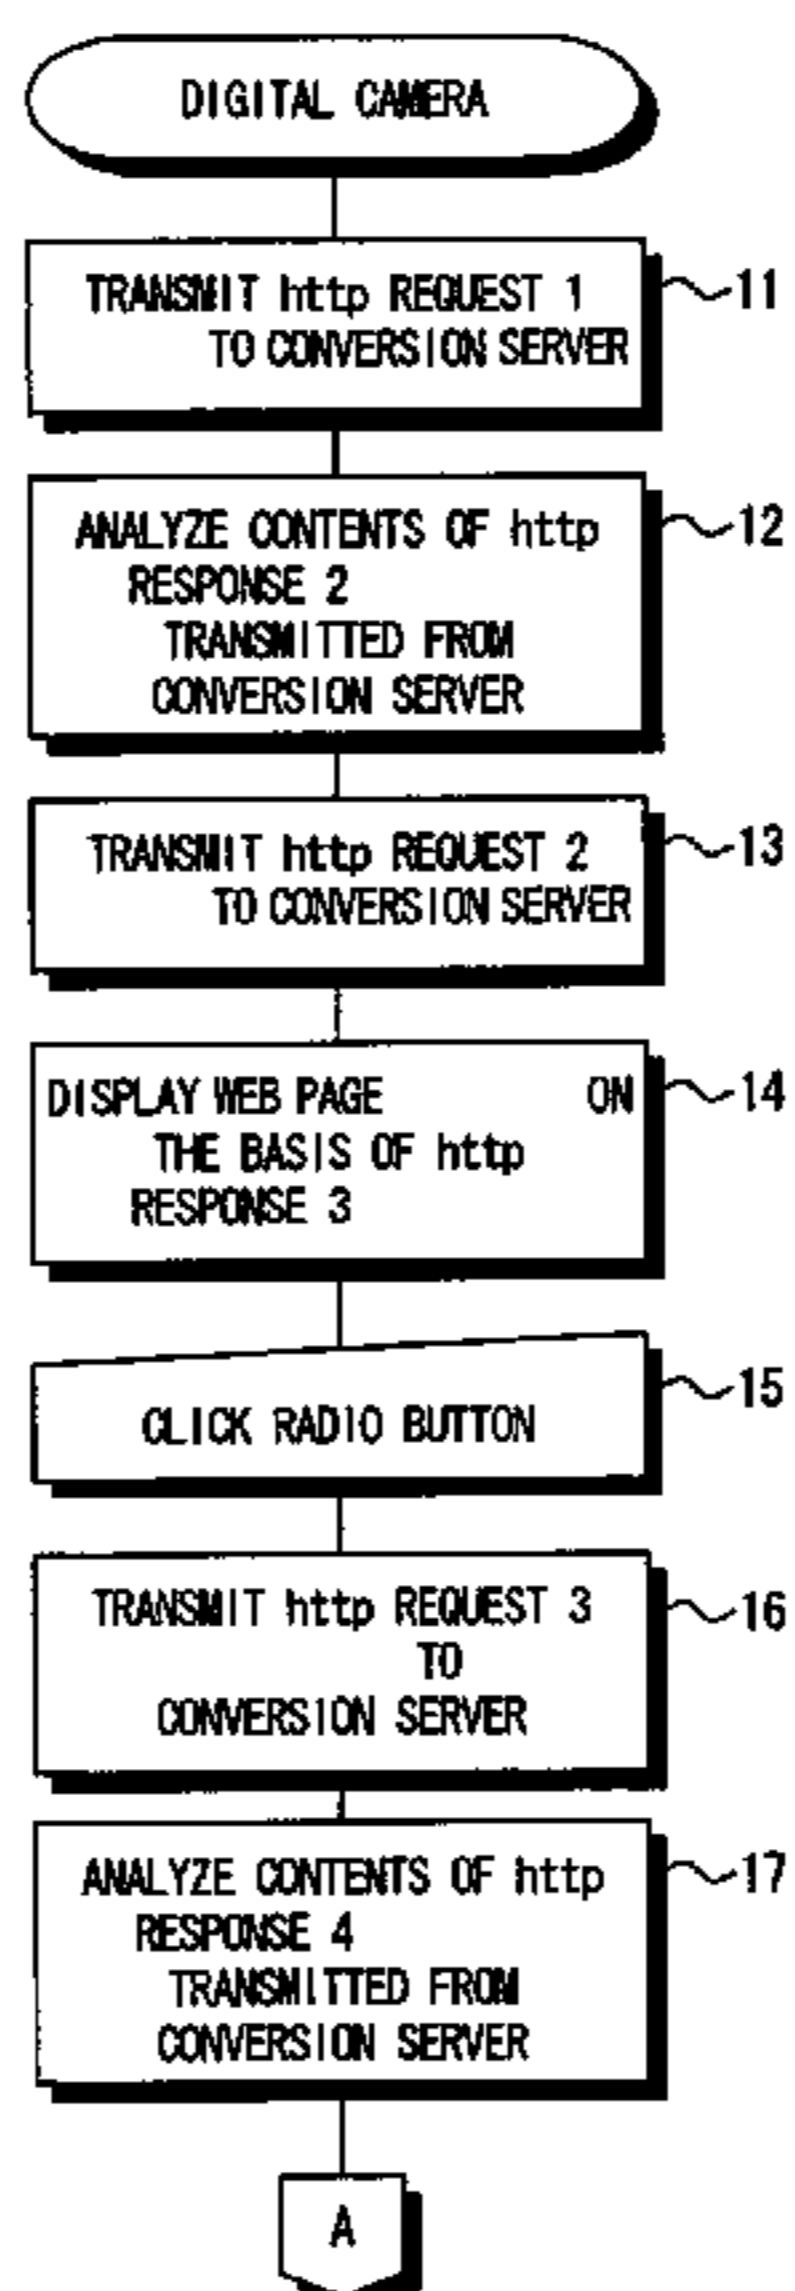 DIGITAL CAMERA
TRANSMIT http REQUEST 1
TO CONVERSION SERVER
11
ANALYZE CONTENTS OF http
RESPONSE 2
TRANSMITTED FROM
CONVERSION SERVER
12
TRANSMIT http REQUEST 2
TO CONVERSION SERVER
13
DISPLAY WEB PAGE ON
THE BASIS OF http
RESPONSE 3
14
CLICK RADIO BUTTON
15
TRANSMIT http REQUEST 3
TO
CONVERSION SERVER
16
ANALYZE CONTENTS OF http
RESPONSE 4
TRANSMITTED FROM
CONVERSION SERVER
17
A